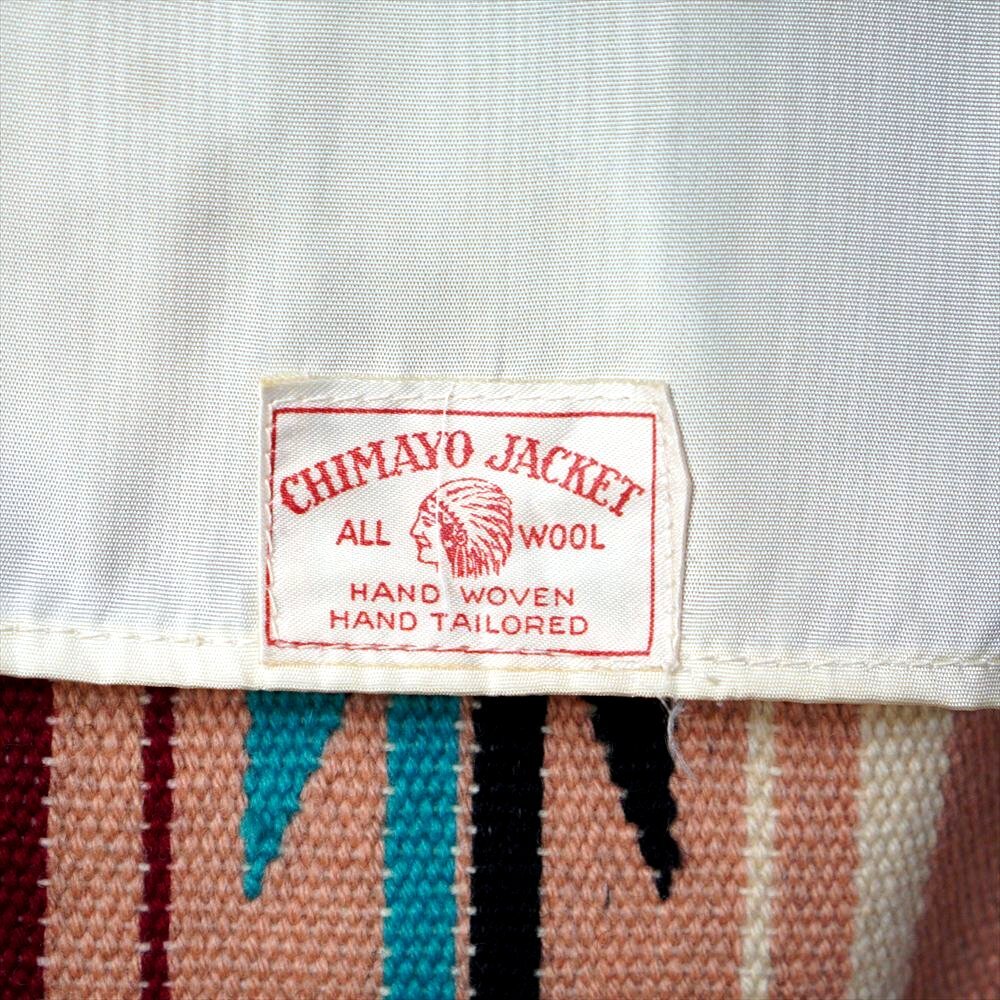 CHIMAYO JACKET
ALL WOOL
HAND WOVEN
HAND TAILORED